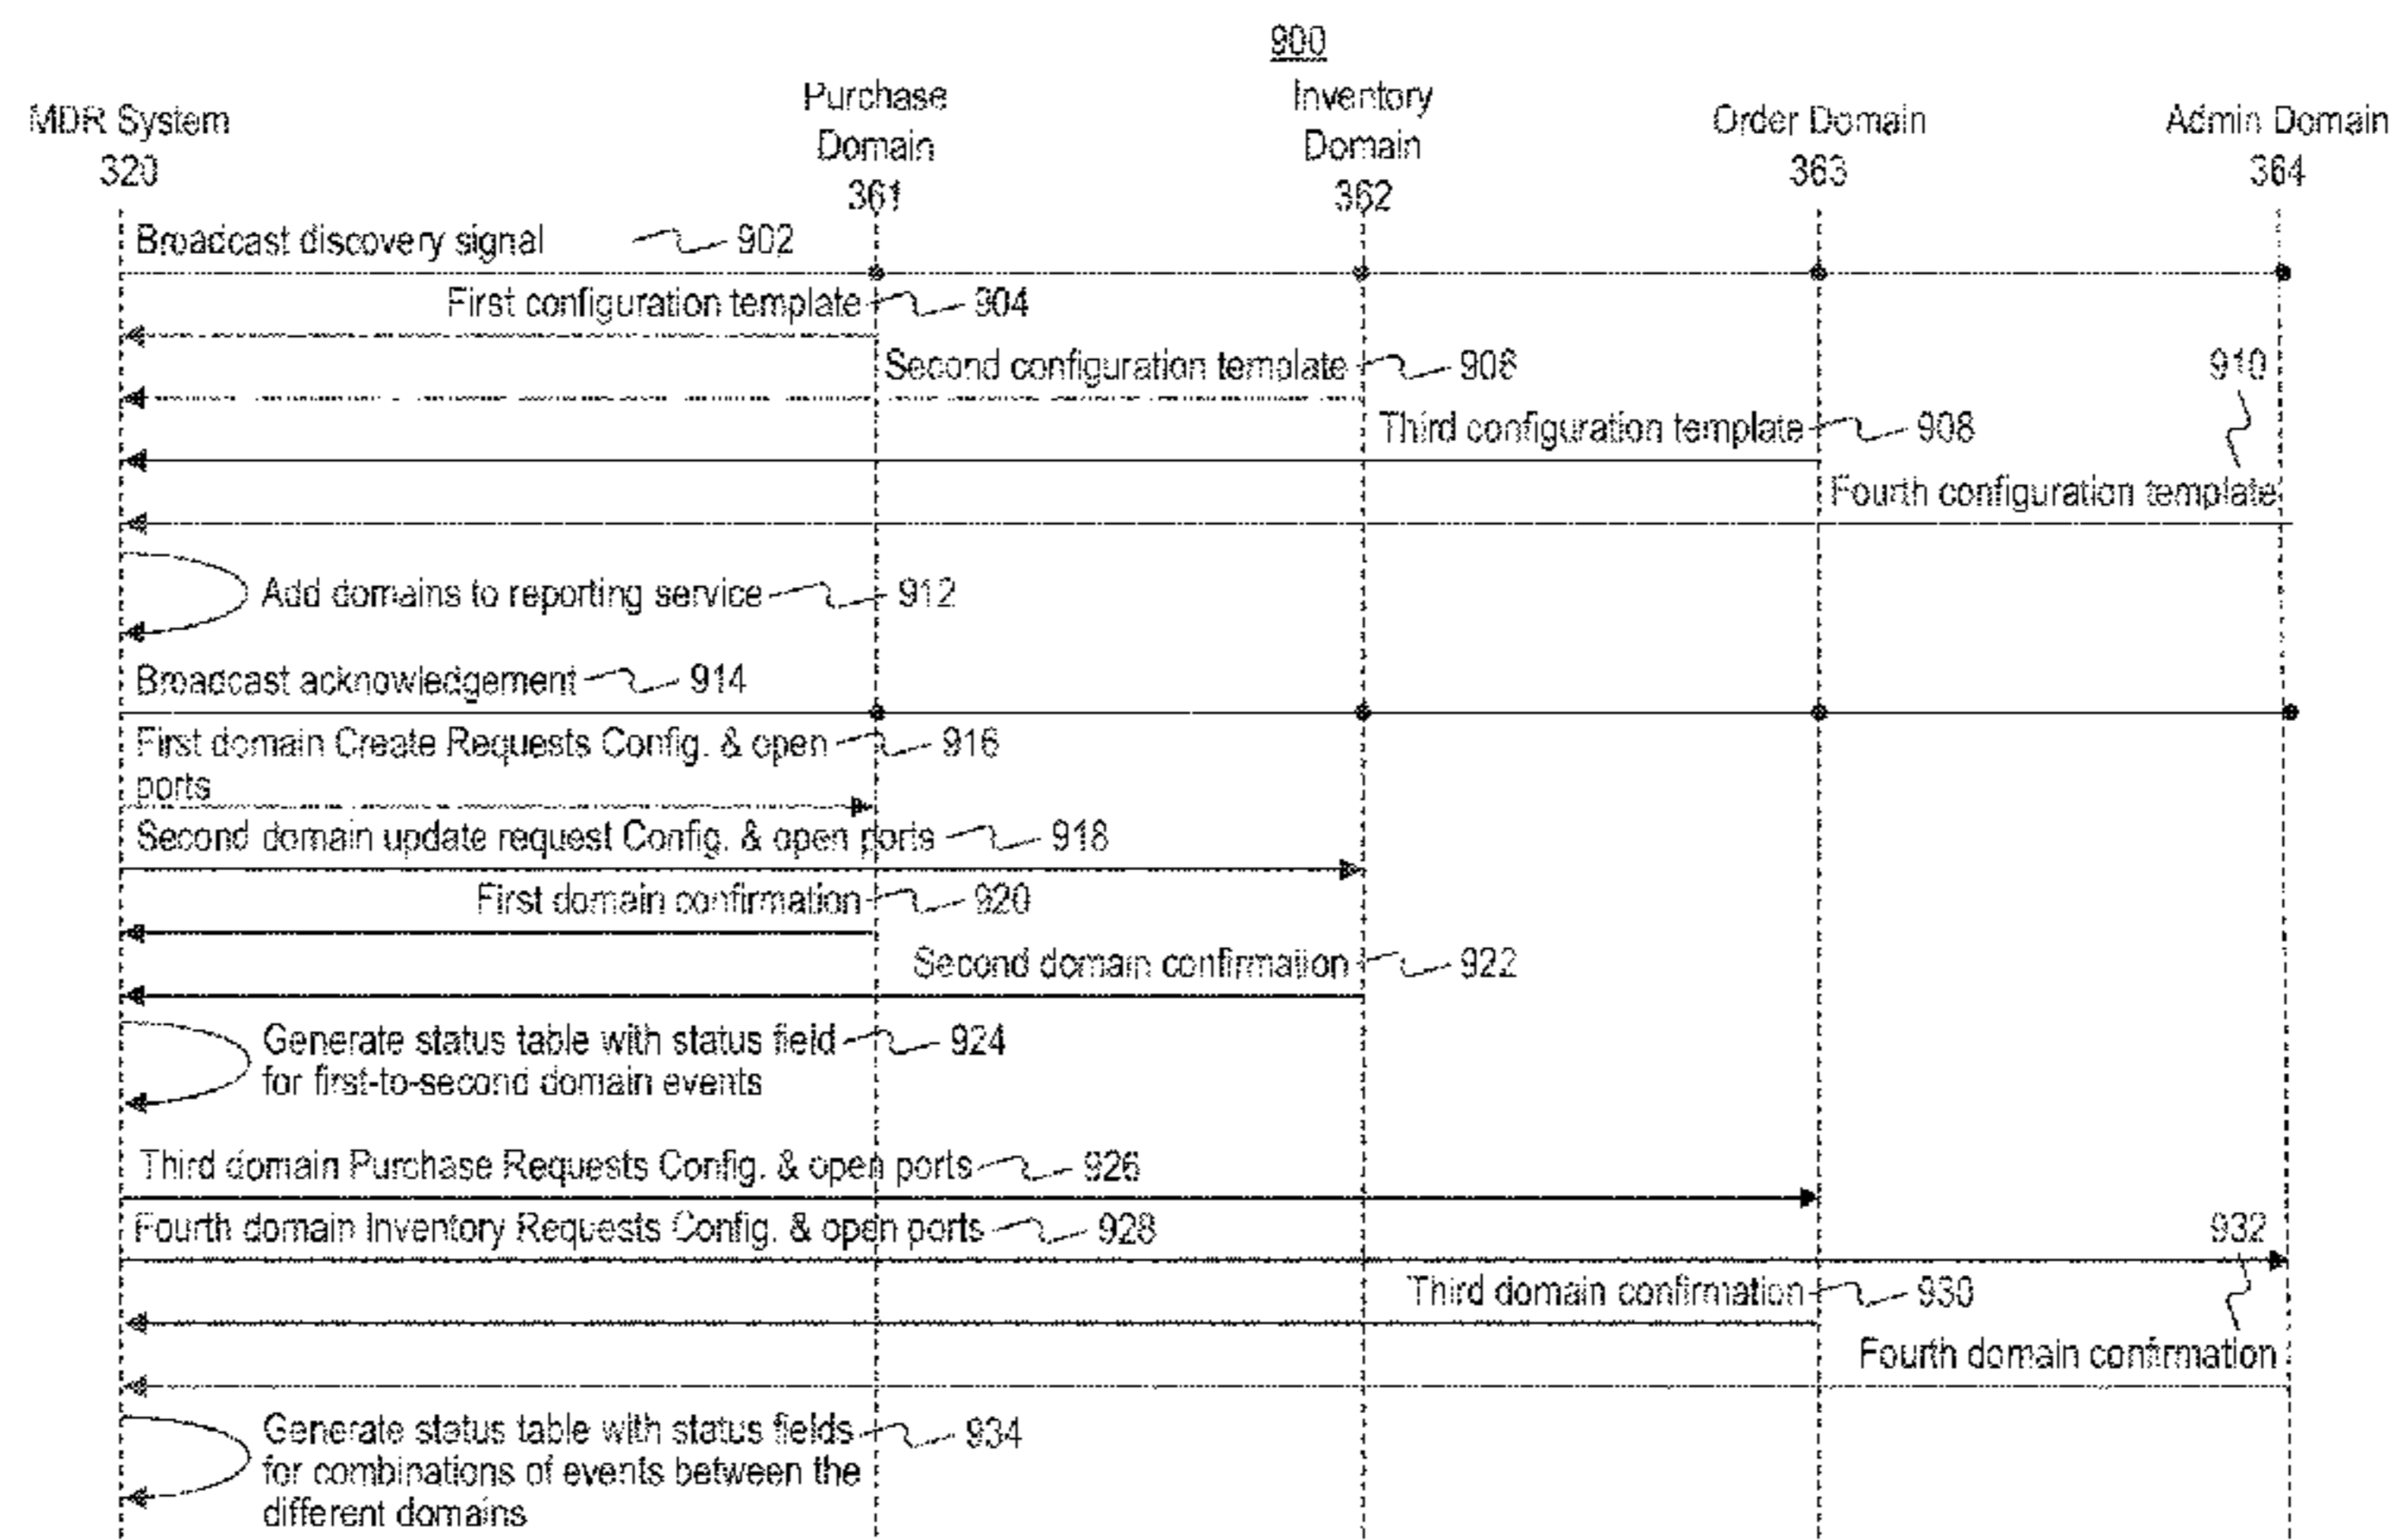 900
MDR System
320
Purchase
Domain
361
Inventory
Domain
362
Order Domain
363
Admin Domain
364
Broadcast discovery signal 902
First configuration template 904
Second configuration template 906
910
Third configuration template 908
Fourth configuration template
Add domains to reporting service 912
Broadcast acknowledgement 914
First domain Create Requests Config. & open 916
ports
Second domain update request Config. & open ports 918
First domain confirmation 920
Second domain confirmation 922
Generate status table with status field 924
for first-to-second domain events
Third domain Purchase Requests Config. & open ports 926
Fourth domain Inventory Requests Config. & open ports 928
932
Third domain confirmation 930
Fourth domain confirmation
Generate status table with status fields 934
for combinations of events between the
different domains